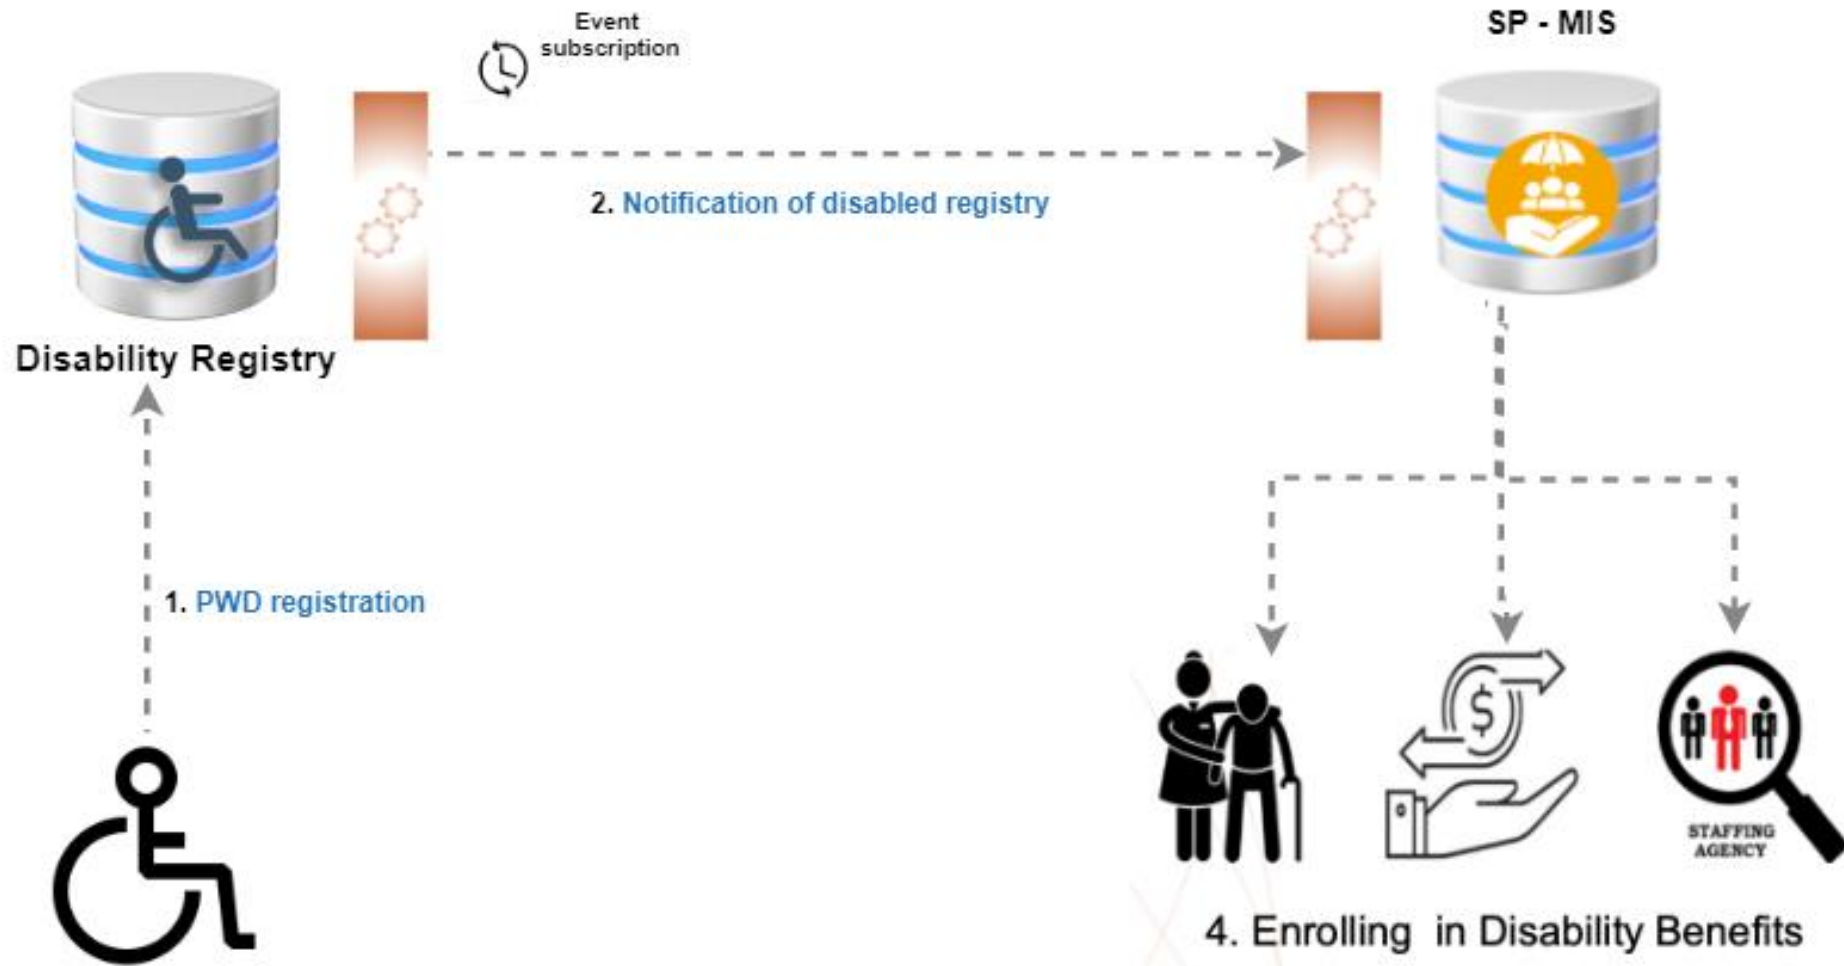 Event
subscription
SP - MIS
2. Notification of disabled registry
Disability Registry
1. PWD registration
STAFFING
AGENCY
4. Enrolling in Disability Benefits